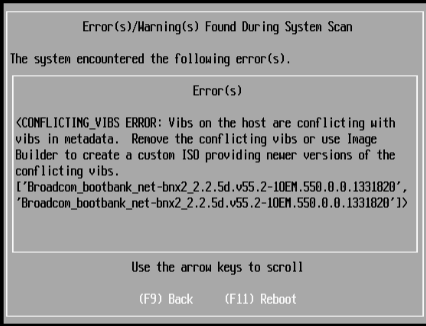 Error(s)/Warning(s) Found During System Scan
The system encountered the following error(s).
Error(s)
<CONFLICTING_VIBS ERROR: Vibs on the host are conflicting with
vibs in metadata.  Remove the conflicting vibs or use Image
Builder to create a custom ISO providing newer versions of the
conflicting vibs.
['Broadcom_bootbank_net-bnx2_2.2.5d.v55.2-1OEM.550.0.0.1331820',
'Broadcom_bootbank_net-bnx2_2.2.5d.v55.2-1OEM.550.0.0.1331820']>
Use the arrow keys to scroll
(F9) Back     (F11) Reboot